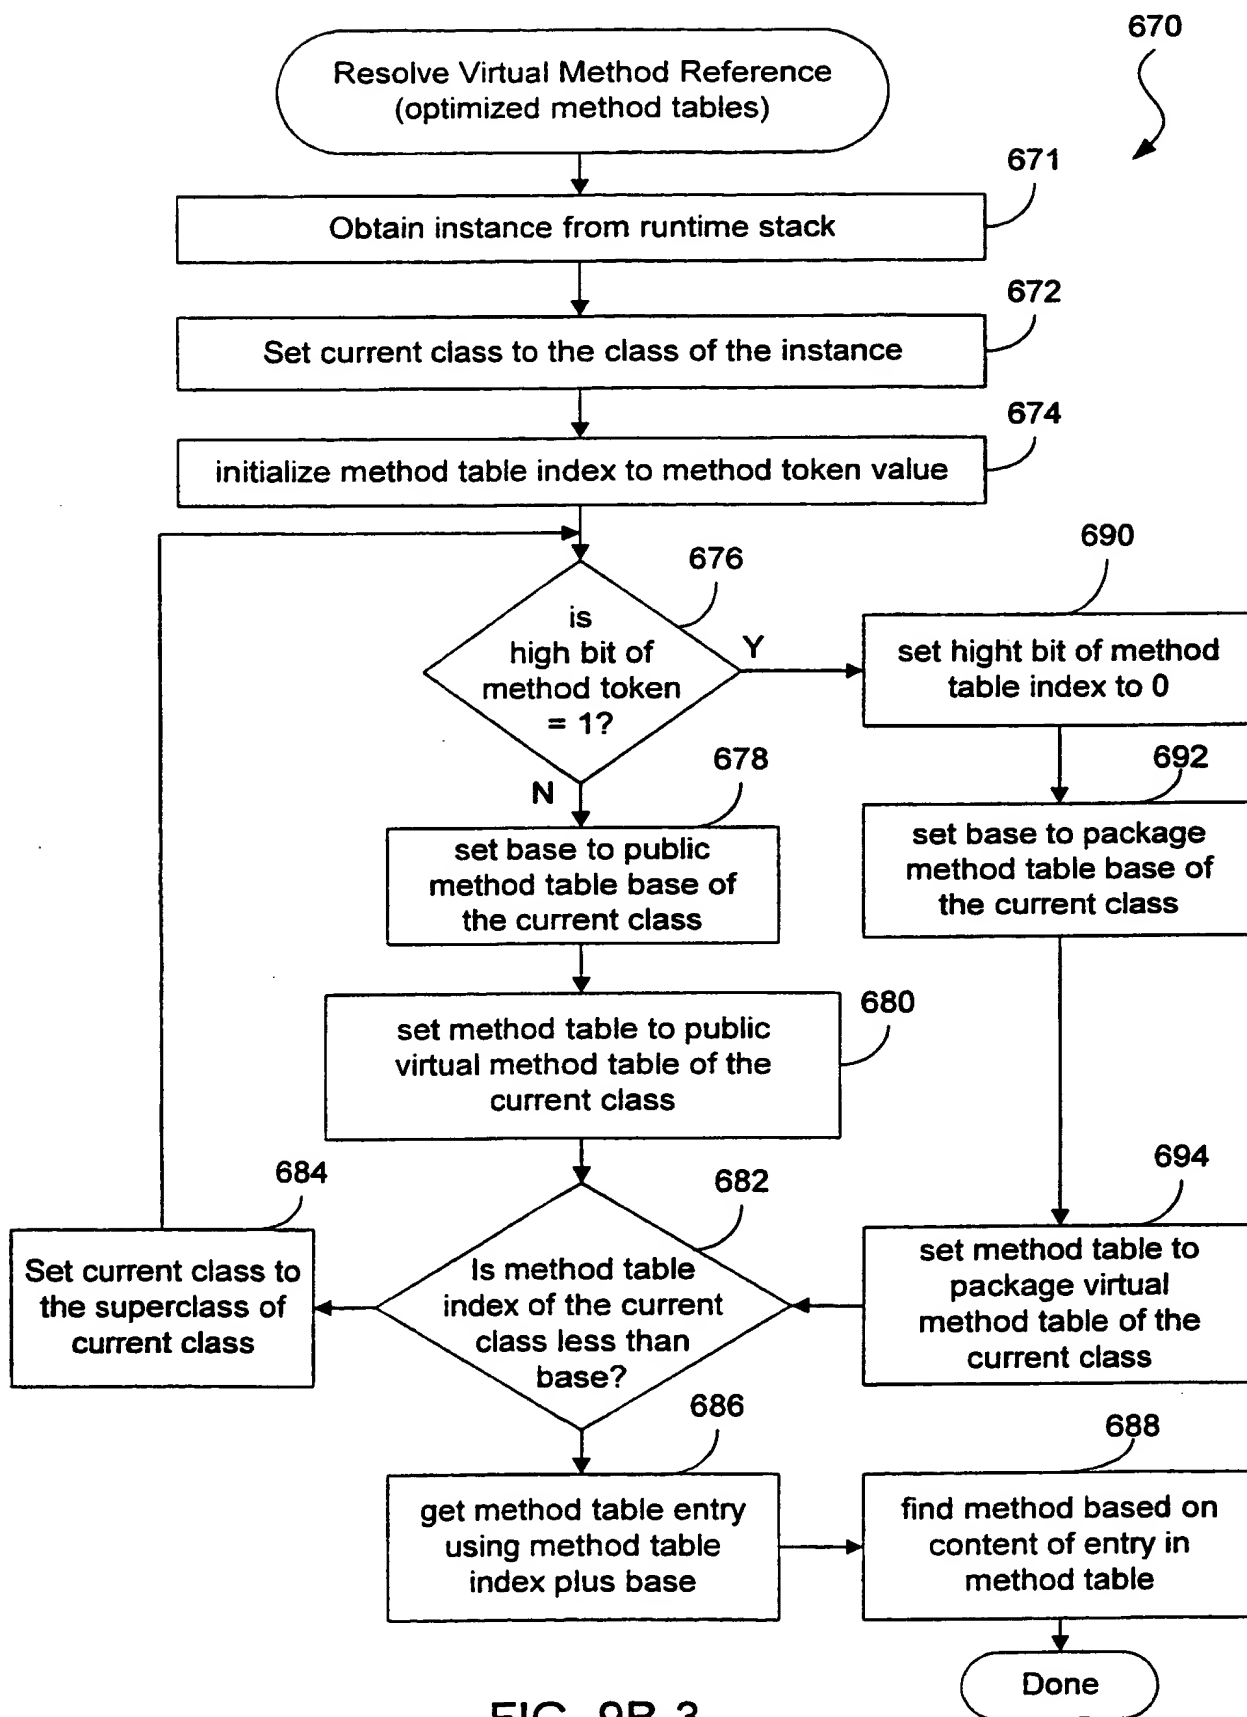 670
Resolve Virtual Method Reference
(optimized method tables)
671
Obtain instance from runtime stack
672
Set current class to the class of the instance
674
initialize method table index to method token value
676
is
high bit of
method token
= 1?
Y
N
690
set hight bit of method
table index to 0
678
set base to public
method table base of
the current class
692
set base to package
method table base of
the current class
680
set method table to public
virtual method table of the
current class
684
Set current class to
the superclass of
current class
682
Is method table
index of the current
class less than
base?
694
set method table to
package virtual
method table of the
current class
686
get method table entry
using method table
index plus base
688
find method based on
content of entry in
method table
Done
FIG. 9B-3